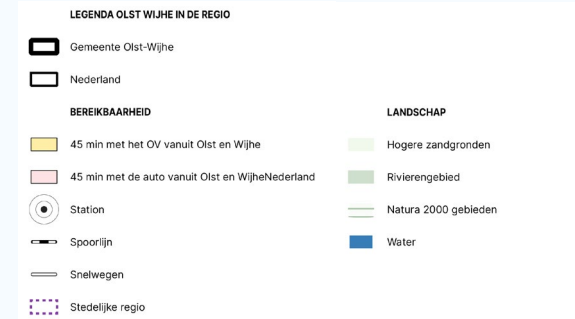 LEGENDA OLST WIJHE IN DE REGIO
Gemeente Olst-Wijhe
Nederland
BEREIKBAARHEID
45 min met het OV vanuit Olst en Wijhe
45 min met de auto vanuit Olst en WijheNederland
Station
Spoorlijn
Snelwegen
Stedelijke regio
LANDSCHAP
Hogere zandgronden
Rivierengebied
Natura 2000 gebieden
Water